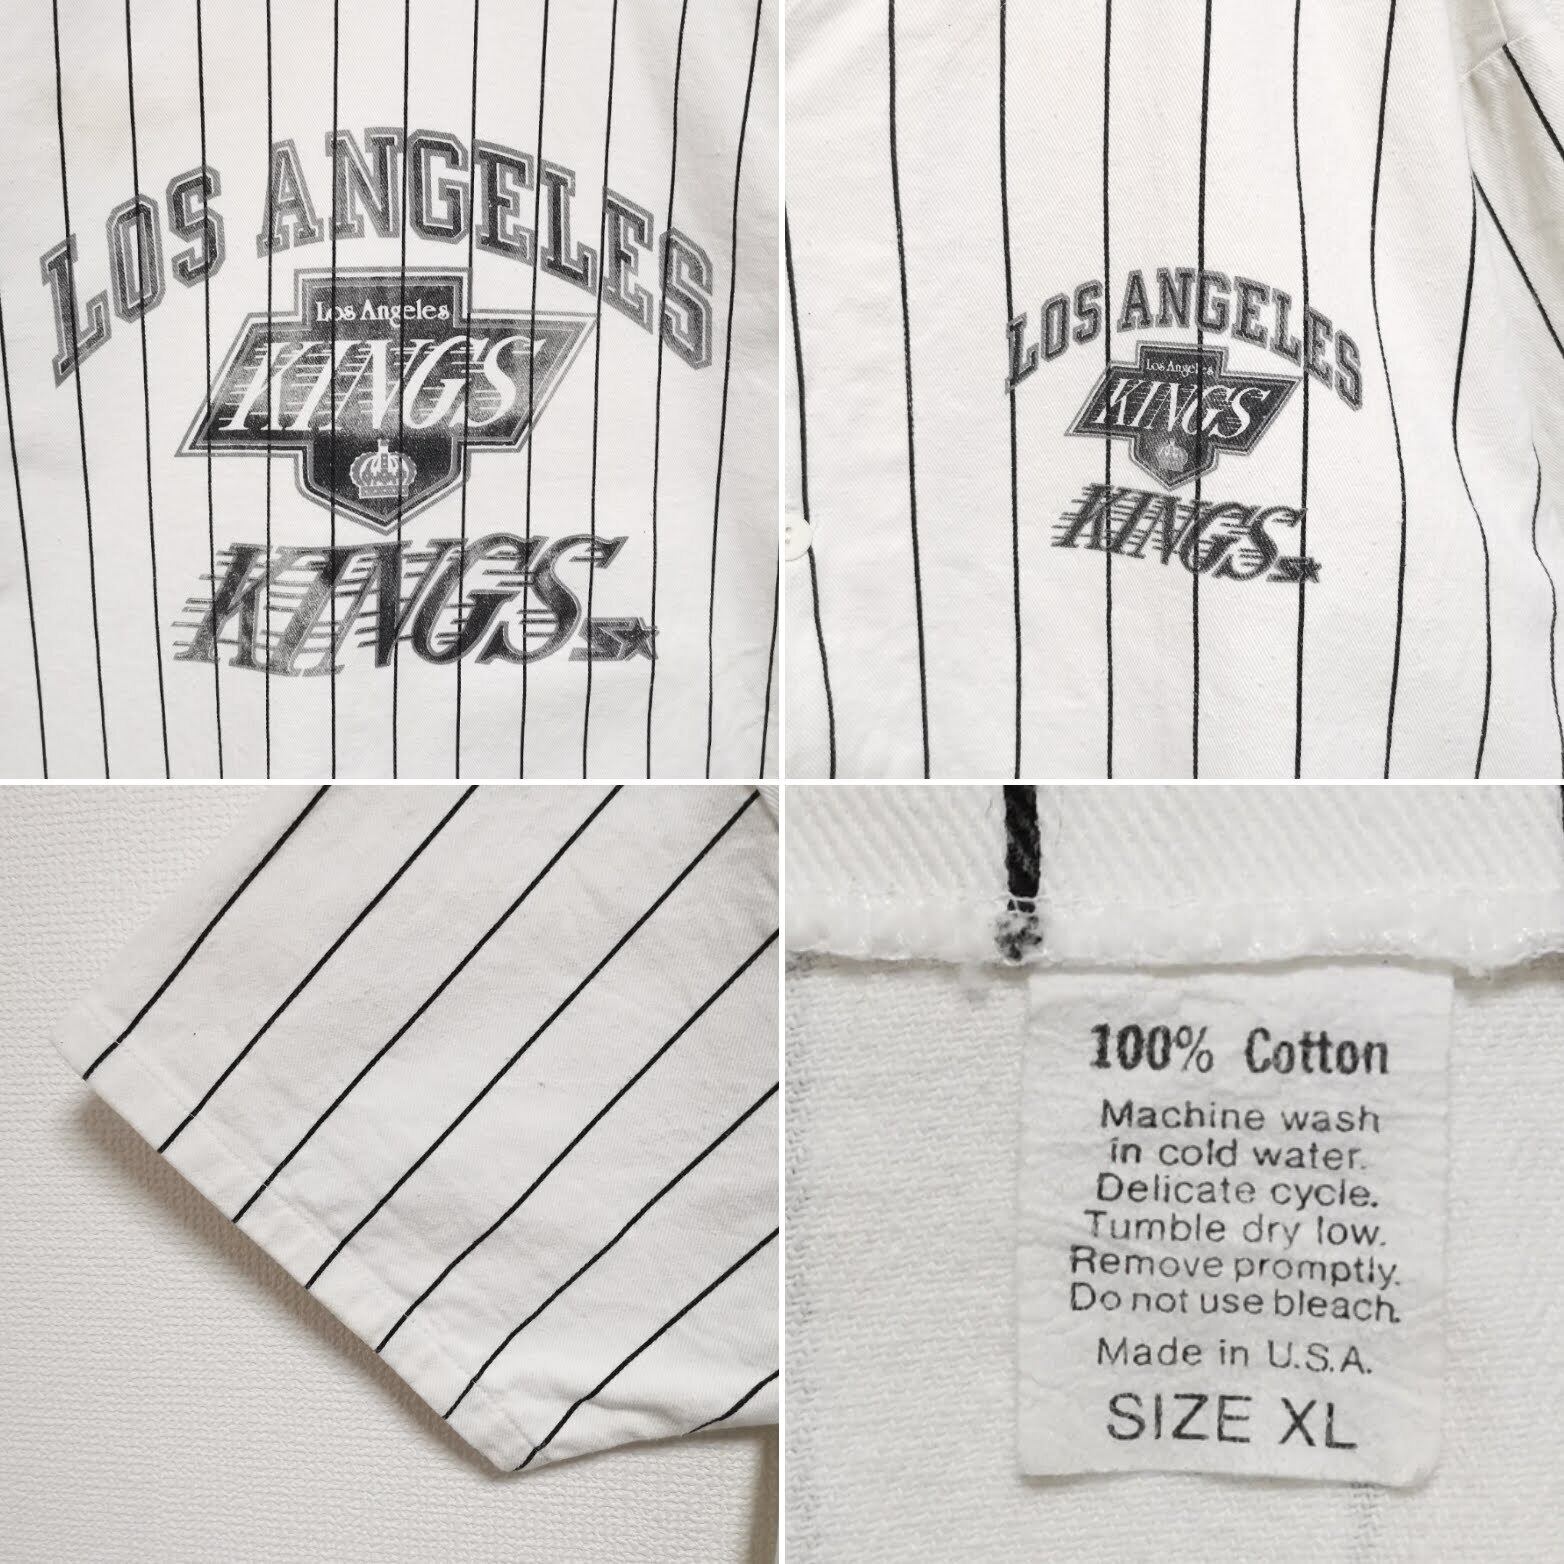 LOS ANGELES
Los Angeles
KINGS
KINGS
LOS ANGELES
Los Angeles
KINGS
KINGS
100% Cotton
Machine wash
in cold water.
Delicate cycle.
Tumble dry low.
Remove promptly.
Do not use bleach.
Made in U.S.A.
SIZE XL